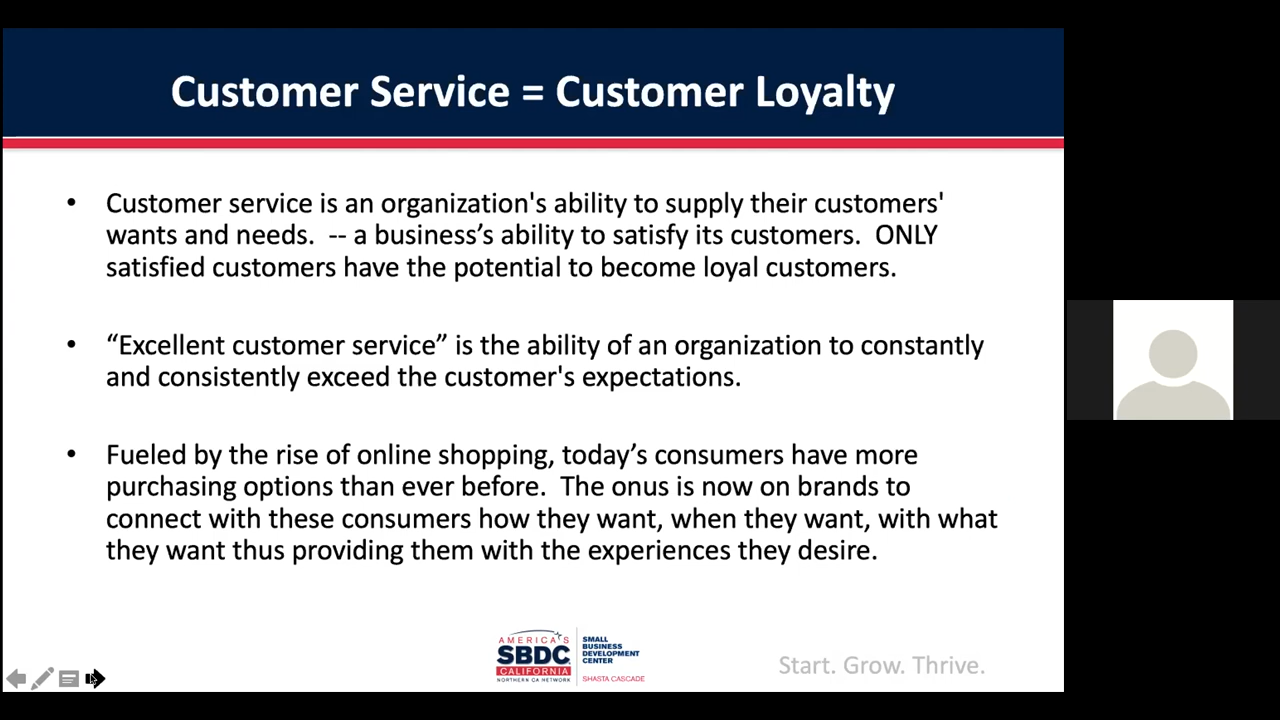 Customer Service = Customer Loyalty
• Customer service is an organization's ability to supply their customers'
wants and needs.  -- a business’s ability to satisfy its customers.  ONLY
satisfied customers have the potential to become loyal customers.
• “Excellent customer service” is the ability of an organization to constantly
and consistently exceed the customer's expectations.
• Fueled by the rise of online shopping, today’s consumers have more
purchasing options than ever before.  The onus is now on brands to
connect with these consumers how they want, when they want, with what
they want thus providing them with the experiences they desire.
AMERICA'S
SBDC
CALIFORNIA
NORTHERN CA NETWORK
SMALL
BUSINESS
DEVELOPMENT
CENTER
SHASTA CASCADE
Start. Grow. Thrive.